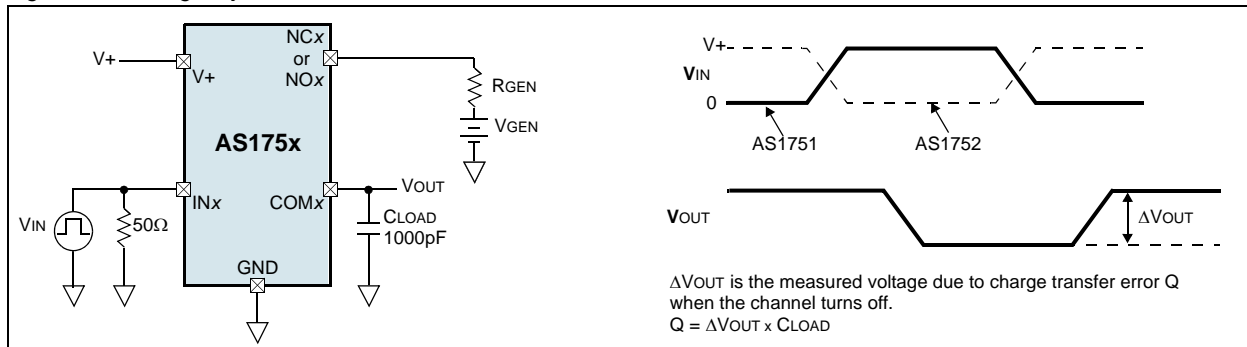 V+
V+
NCx
or
NOx
RGEN
VGEN
AS175x
VIN
50Ω
INx
COMx
VOUT
CLOAD
1000pF
GND
V+
VIN
0
AS1751
AS1752
VOUT
ΔVOUT
ΔVOUT is the measured voltage due to charge transfer error Q
when the channel turns off.
Q = ΔVOUT x CLOAD